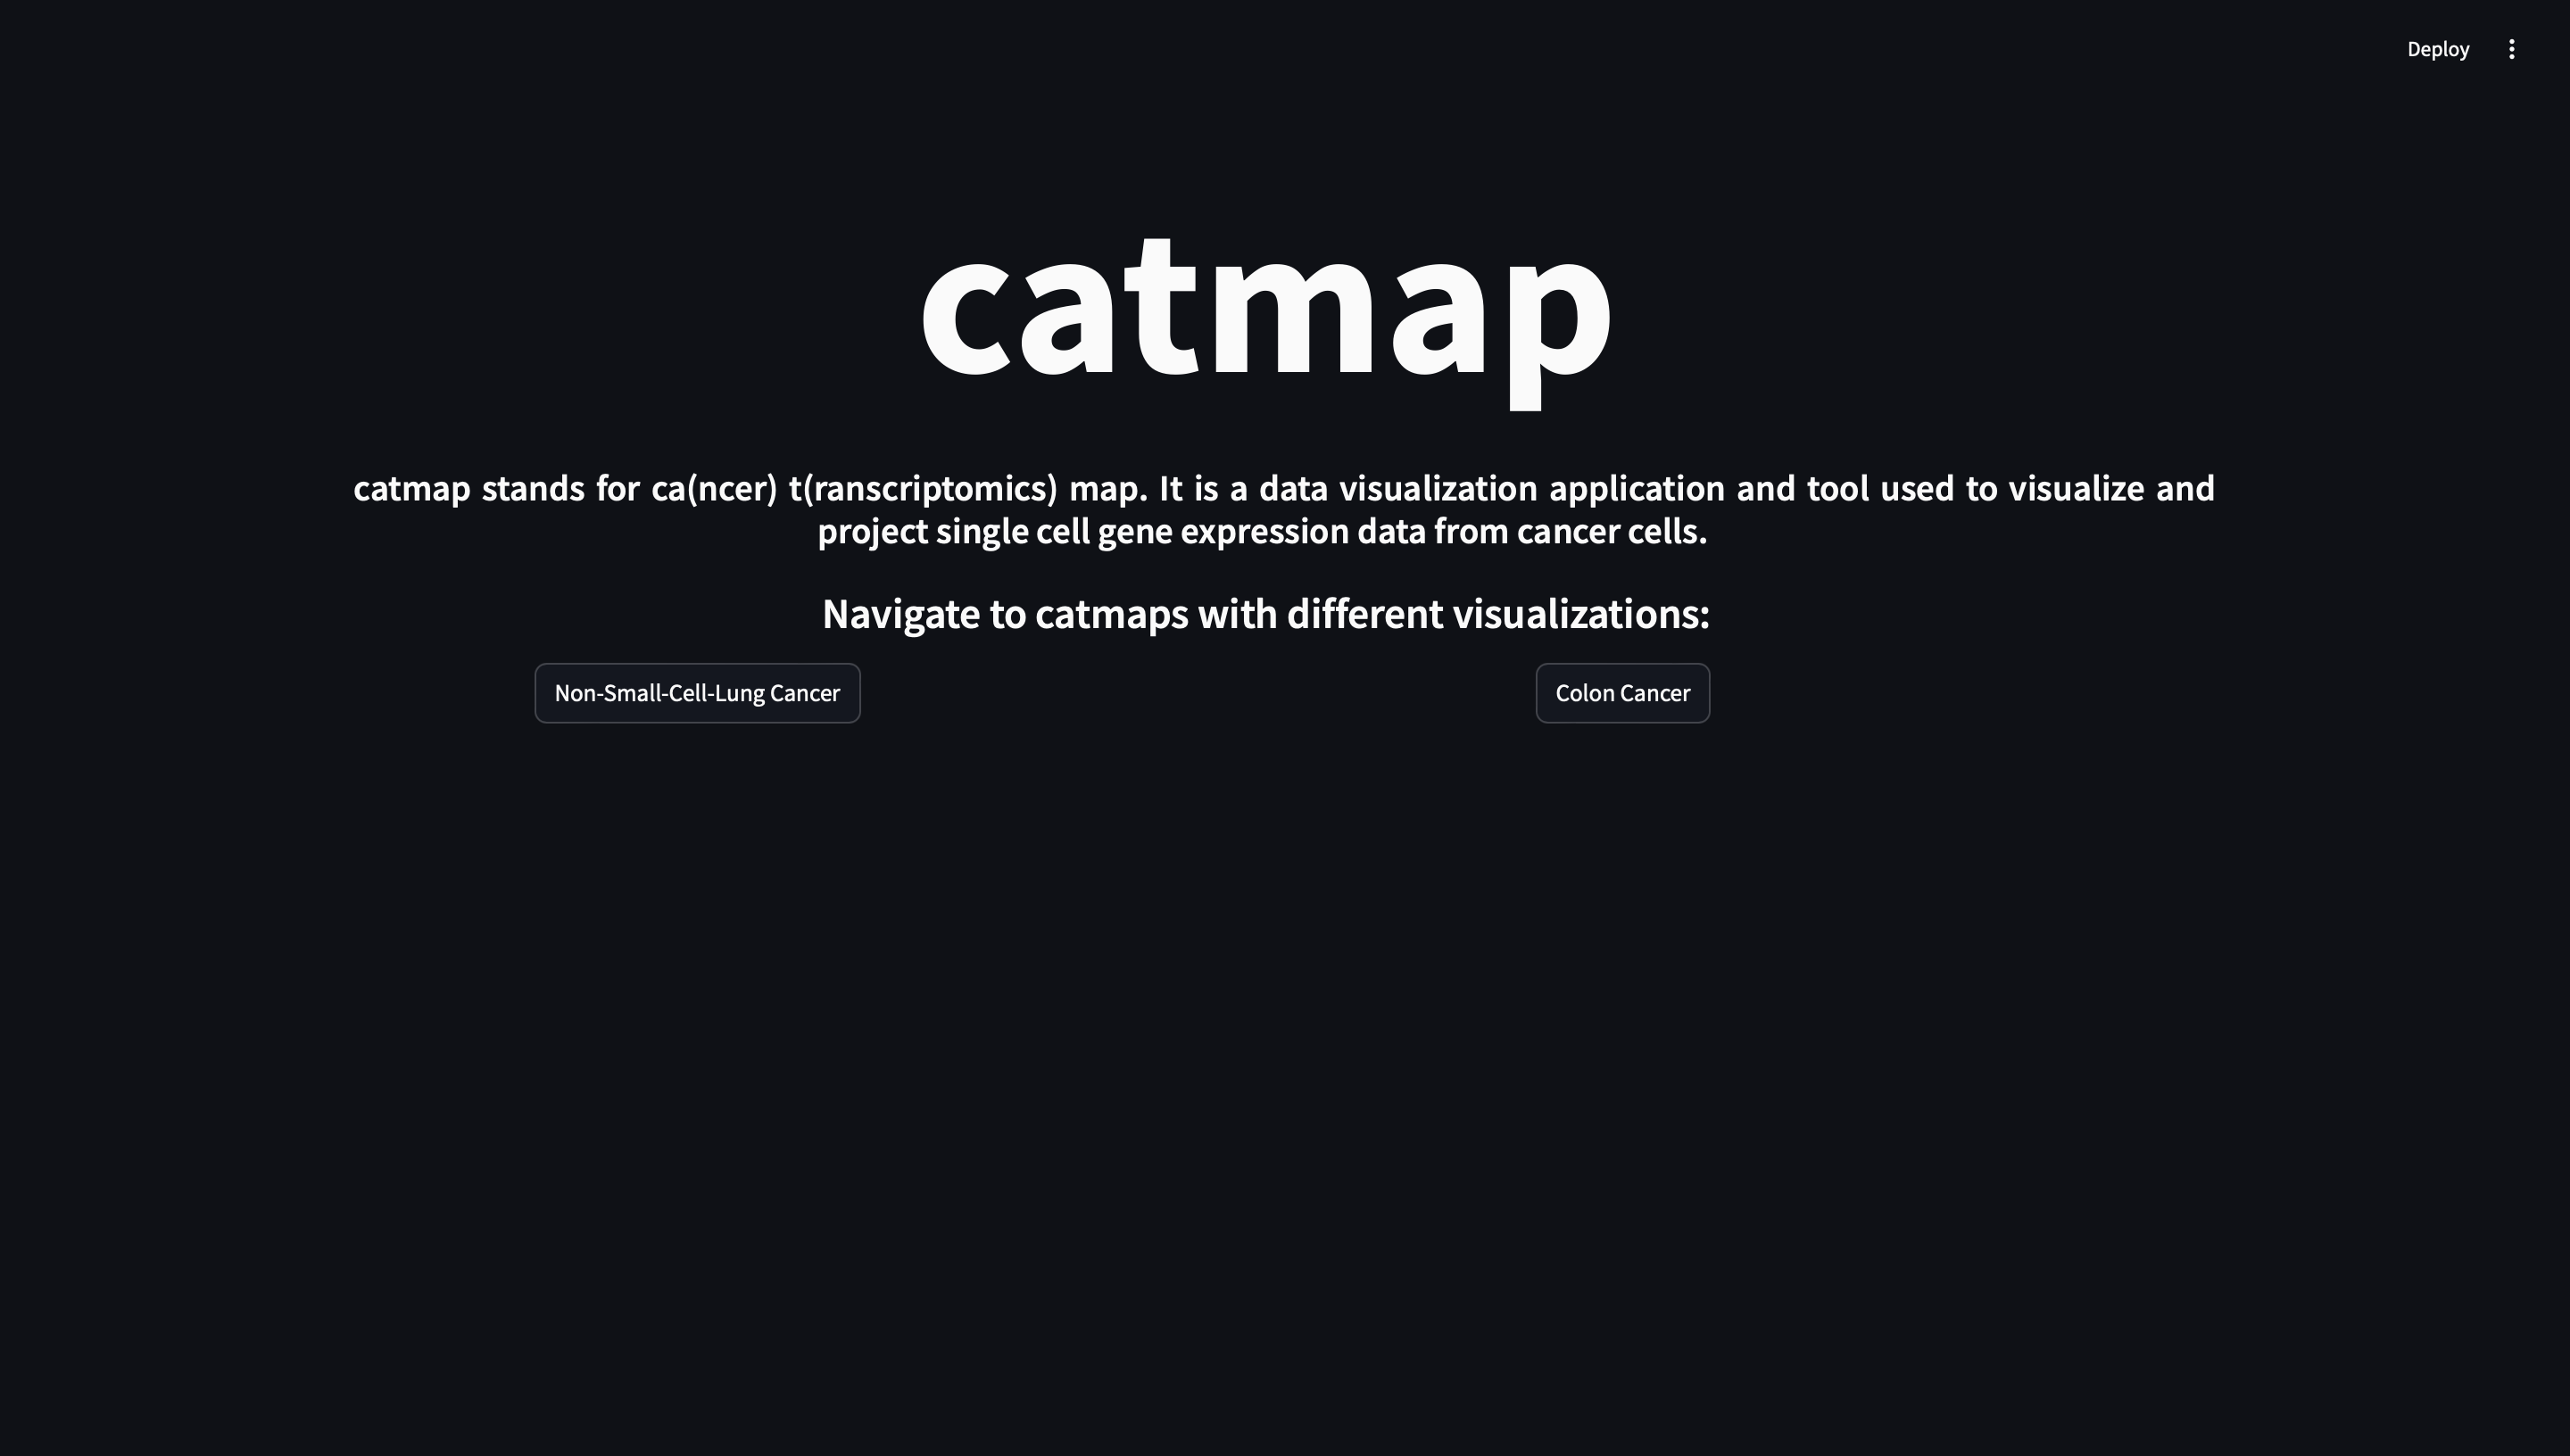 Deploy
catmap
catmap stands for ca(ncer) t(ranscriptomics) map. It is a data visualization application and tool used to visualize and
project single cell gene expression data from cancer cells.
Navigate to catmaps with different visualizations:
Non-Small-Cell-Lung Cancer
Colon Cancer